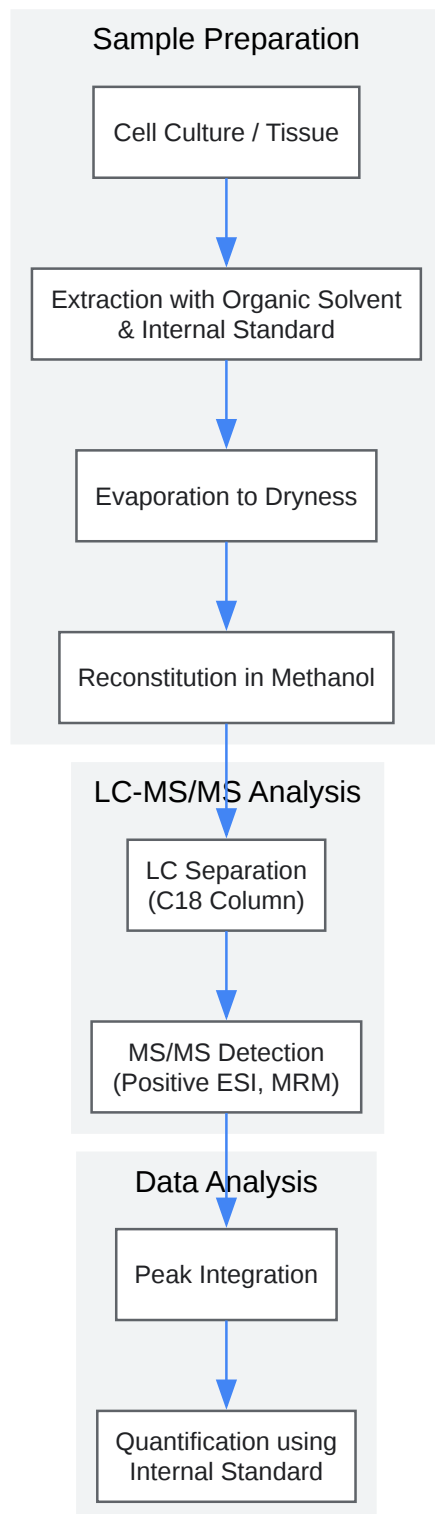 Sample Preparation
Cell Culture / Tissue
Extraction with Organic Solvent
& Internal Standard
Evaporation to Dryness
Reconstitution in Methanol
LC-MS/MS Analysis
LC Separation
(C18 Column)
MS/MS Detection
(Positive ESI, MRM)
Data Analysis
Peak Integration
Quantification using
Internal Standard